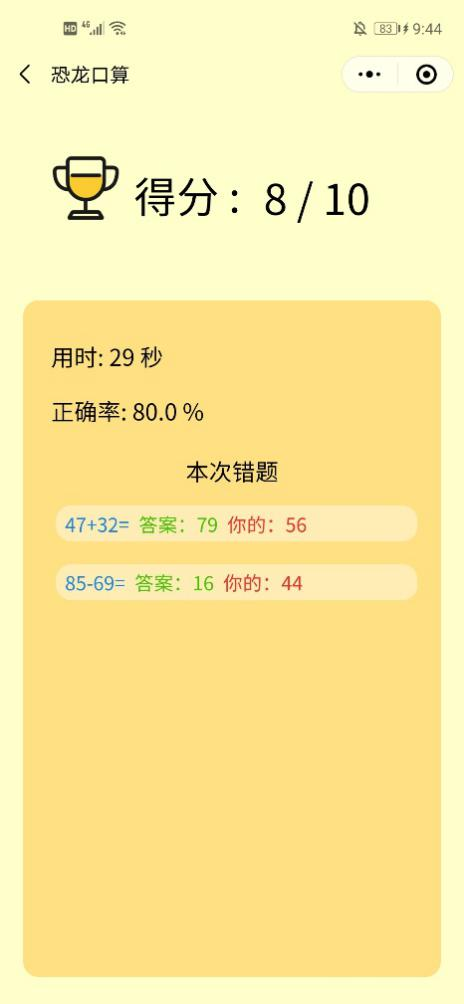 HD 4G 83 9:44
恐龙口算
得分：8 / 10
用时: 29 秒
正确率: 80.0 %
本次错题
47+32= 答案：79 你的：56
85-69= 答案：16 你的：44